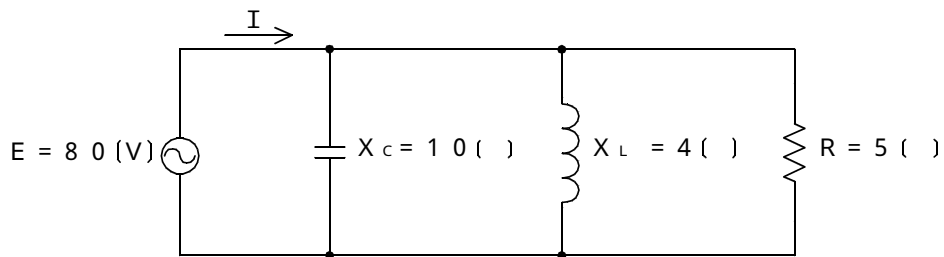 I
E = 8 0 (V)
X C = 1 0 ( )
X L = 4 ( )
R = 5 ( )